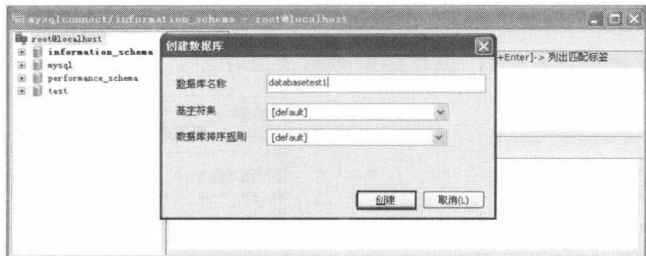 mysqlconnect/information_schema - root@localhost
root@localhost
information_schema
mysql
performance_schema
test
创建数据库
数据库名称
databasetest1
基字符集
[default]
数据库排序规则
[default]
创建
取消(L)
+Enter]-> 列出匹配标签